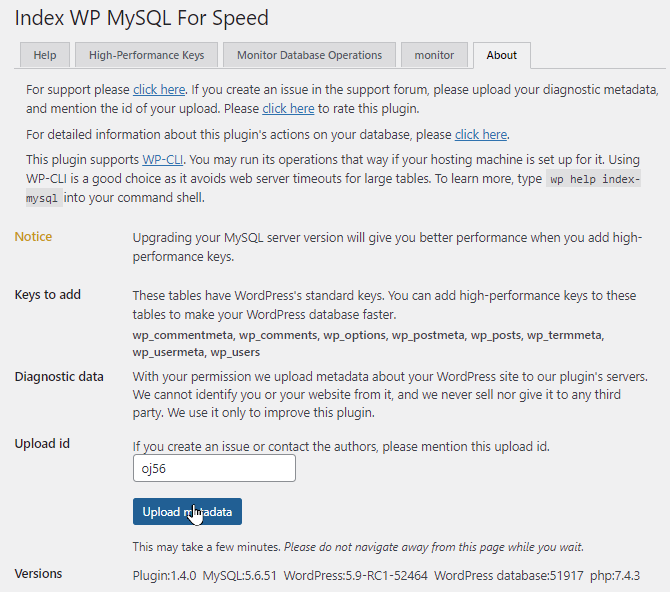 Index WP MySQL For Speed
Help High-Performance Keys Monitor Database Operations monitor About
For support please click here. If you create an issue in the support forum, please upload your diagnostic metadata,
and mention the id of your upload. Please click here to rate this plugin.
For detailed information about this plugin's actions on your database, please click here.
This plugin supports WP-CLI. You may run its operations that way if your hosting machine is set up for it. Using
WP-CLI is a good choice as it avoids web server timeouts for large tables. To learn more, type wp help index-
mysql into your command shell.
Notice Upgrading your MySQL server version will give you better performance when you add high-
performance keys.
Keys to add These tables have WordPress's standard keys. You can add high-performance keys to these
tables to make your WordPress database faster.
wp_commentmeta, wp_comments, wp_options, wp_postmeta, wp_posts, wp_termmeta,
wp_usermeta, wp_users
Diagnostic data With your permission we upload metadata about your WordPress site to our plugin's servers.
We cannot identify you or your website from it, and we never sell nor give it to any third
party. We use it only to improve this plugin.
Upload id If you create an issue or contact the authors, please mention this upload id.
oj56
Upload metadata
This may take a few minutes. Please do not navigate away from this page while you wait.
Versions Plugin:1.4.0 MySQL:5.6.51 WordPress:5.9-RC1-52464 WordPress database:51917 php:7.4.3